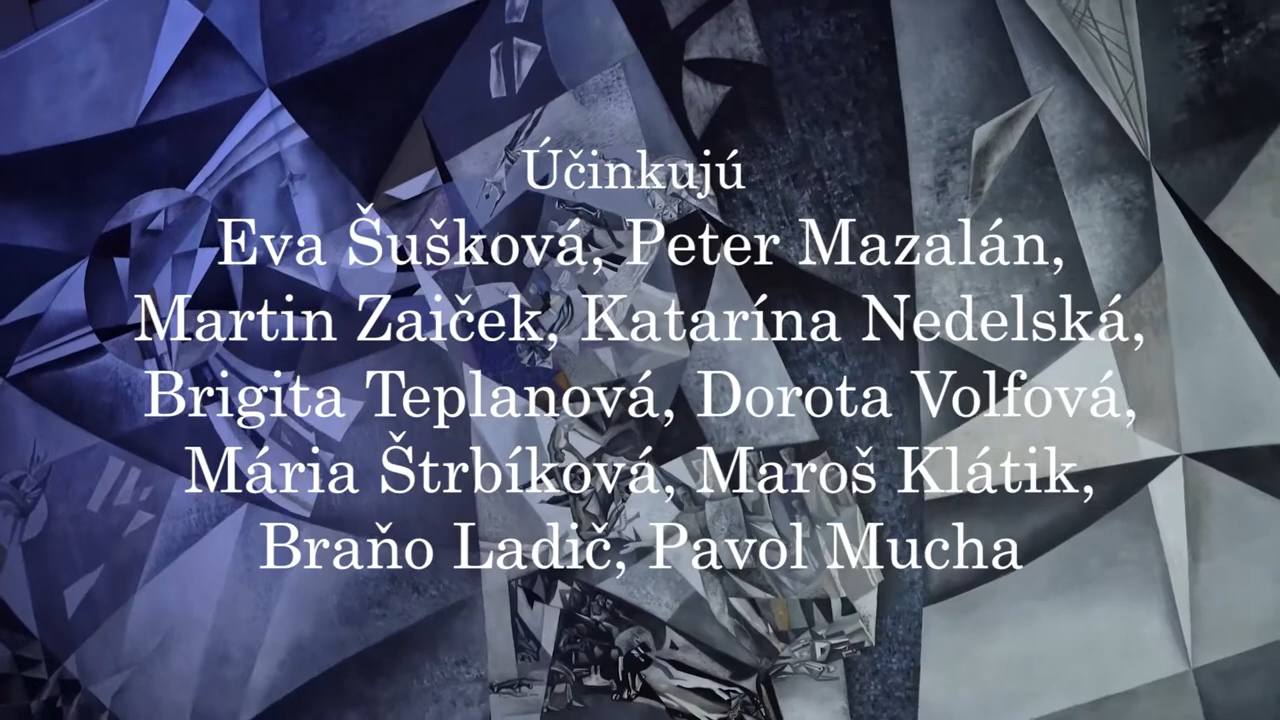 Účinkujú
Eva Šušková, Peter Mazalán,
Martin Zaiček, Katarína Nedelská,
Brigita Teplanová, Dorota Volfová,
Mária Štrbíková, Maroš Klátik,
Braňo Ladič, Pavol Mucha